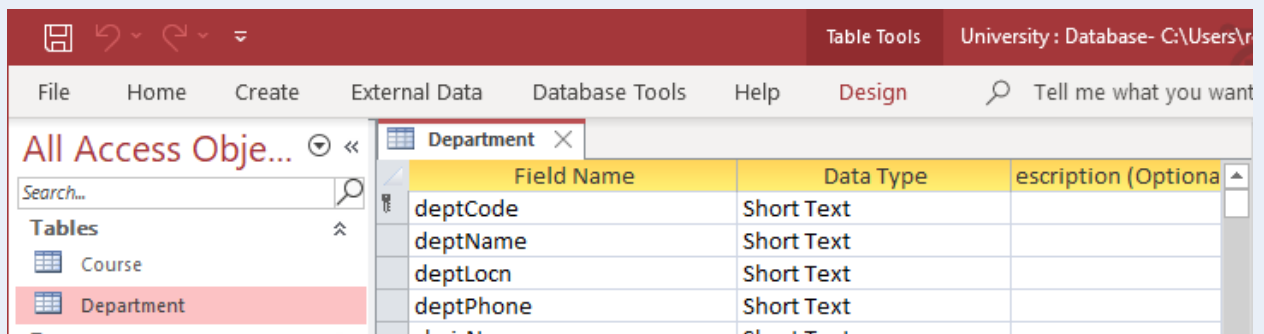 Table Tools University : Database- C:\Users\r
File Home Create External Data Database Tools Help Design Tell me what you want
All Access Obje...
Department
Search...
Field Name Data Type escription (Optiona
deptCode Short Text
Tables
deptName Short Text
Course
deptLocn Short Text
Department
deptPhone Short Text